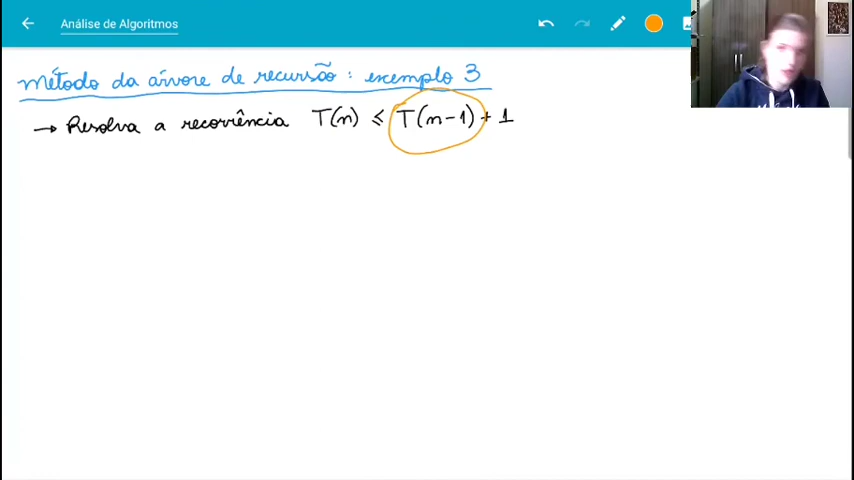 Análise de Algoritmos
Método da árvore de recursão: exemplo 3
→ Resolva a recorrência T(n) ≤ T(n-1) + 1